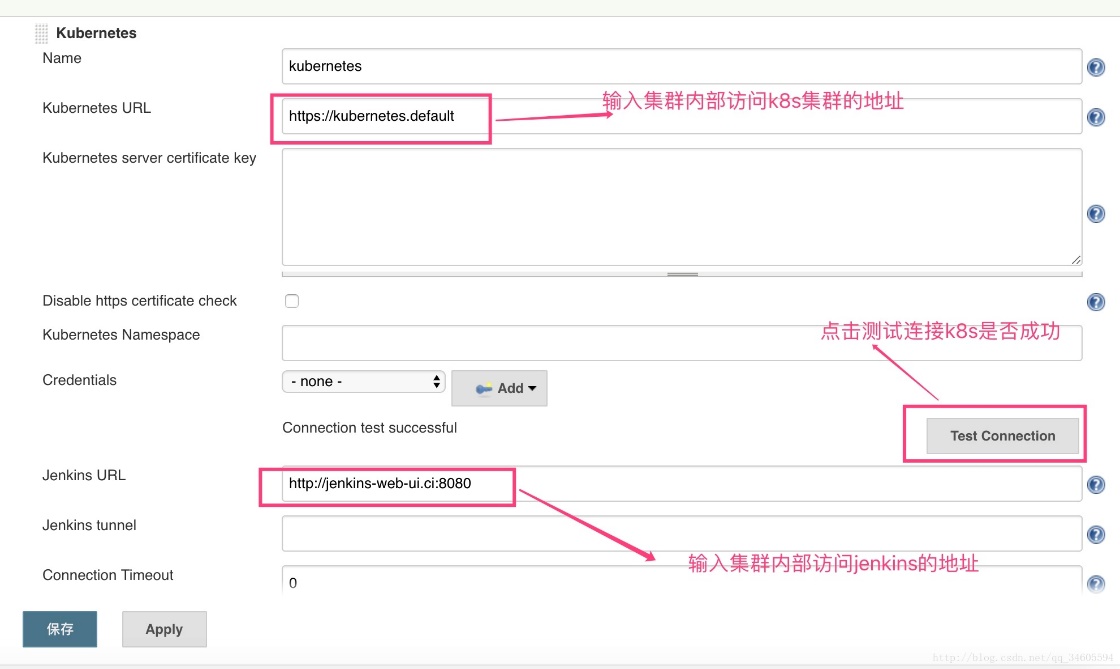 Kubernetes
Name
kubernetes
Kubernetes URL
https://kubernetes.default
输入集群内部访问k8s集群的地址
Kubernetes server certificate key
Disable https certificate check
Kubernetes Namespace
点击测试连接k8s是否成功
Credentials
- none -
Add
Connection test successful
Test Connection
Jenkins URL
http://jenkins-web-ui.ci:8080
Jenkins tunnel
输入集群内部访问jenkins的地址
Connection Timeout
0
保存
Apply
http://blog.csdn.net/qq_34605594